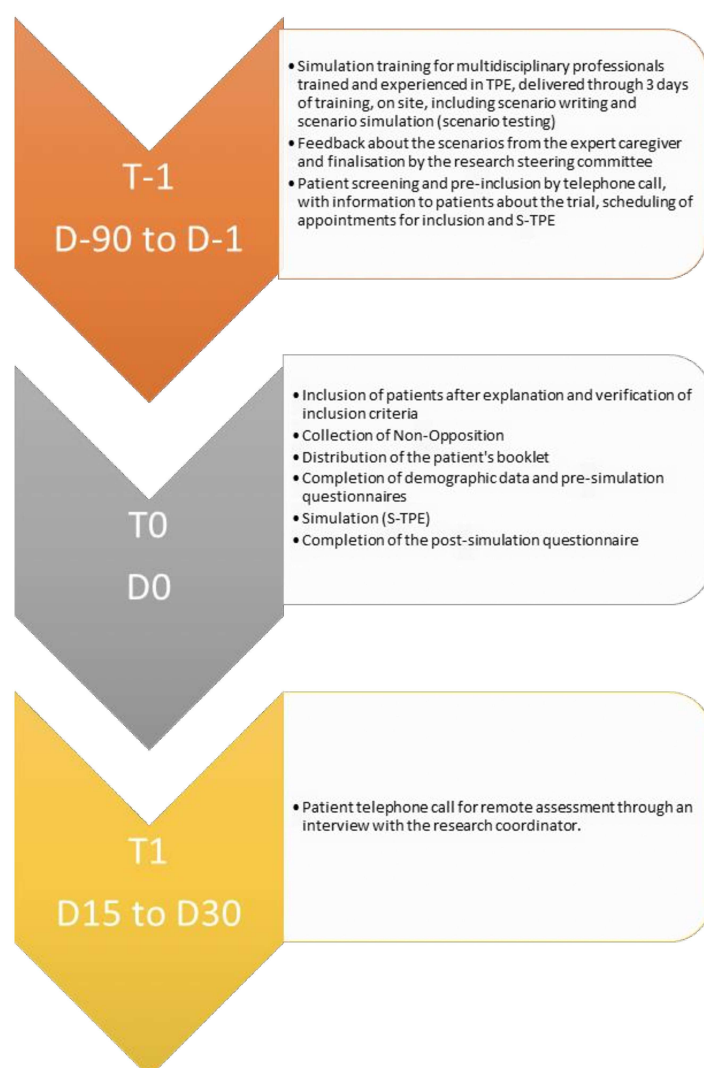 T-1
D-90 to D-1
• Simulation training for multidisciplinary professionals
trained and experienced in TPE, delivered through 3 days
of training, on site, including scenario writing and
scenario simulation (scenario testing)
• Feedback about the scenarios from the expert caregiver
and finalisation by the research steering committee
• Patient screening and pre-inclusion by telephone call,
with information to patients about the trial, scheduling of
appointments for inclusion and S-TPE
T0
D0
• Inclusion of patients after explanation and verification of
inclusion criteria
• Collection of Non-Opposition
• Distribution of the patient's booklet
• Completion of demographic data and pre-simulation
questionnaires
• Simulation (S-TPE)
• Completion of the post-simulation questionnaire
T1
D15 to D30
• Patient telephone call for remote assessment through an
interview with the research coordinator.